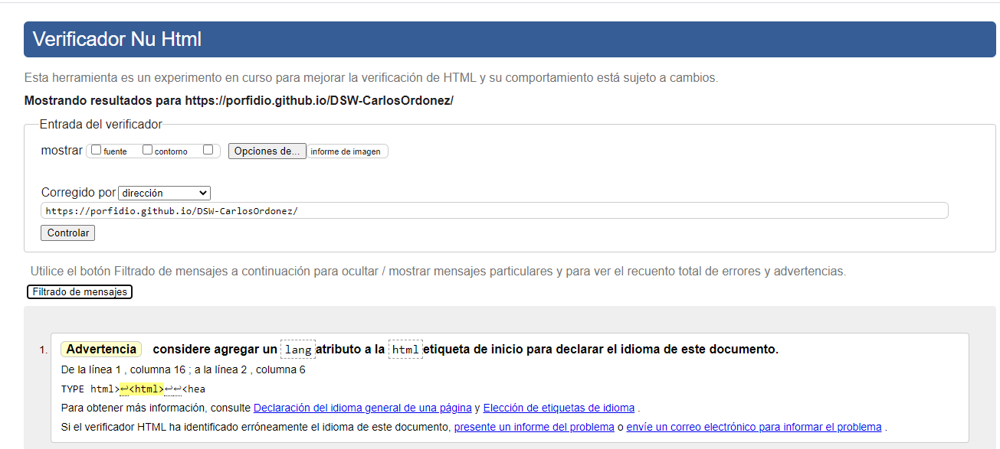 Verificador Nu Html
Esta herramienta es un experimento en curso para mejorar la verificación de HTML y su comportamiento está sujeto a cambios.
Mostrando resultados para https://porfidio.github.io/DSW-CarlosOrdonez/
Entrada del verificador
mostrar fuente contorno Opciones de... informe de imagen
Corregido por dirección
https://porfidio.github.io/DSW-CarlosOrdonez/
Controlar
Utilice el botón Filtrado de mensajes a continuación para ocultar / mostrar mensajes particulares y para ver el recuento total de errores y advertencias.
Filtrado de mensajes
1. Advertencia considere agregar un lang atributo a la html etiqueta de inicio para declarar el idioma de este documento.
De la línea 1 , columna 16 ; a la línea 2 , columna 6
TYPE html>↩<html>↩↩<hea
Para obtener más información, consulte Declaración del idioma general de una página y Elección de etiquetas de idioma .
Si el verificador HTML ha identificado erróneamente el idioma de este documento, presente un informe del problema o envíe un correo electrónico para informar el problema .